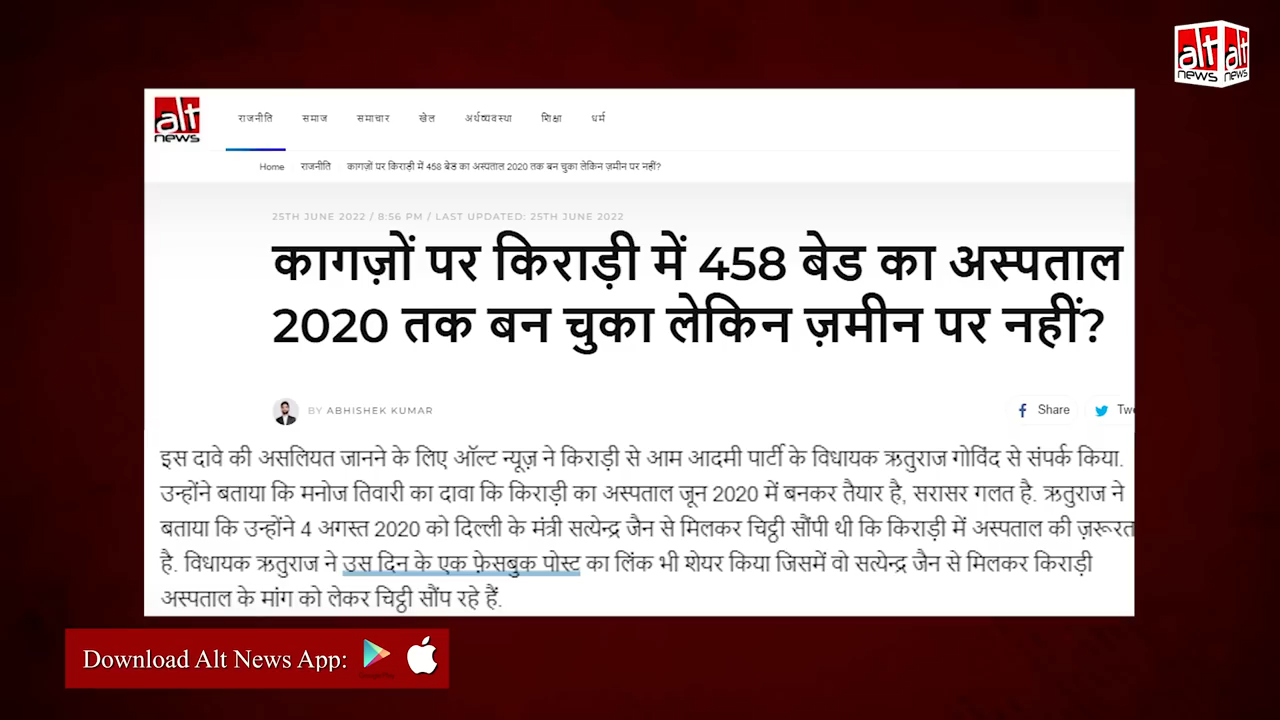 alt news
alt news
alt news
राजनीति समाज समाचार खेल अर्थव्यवस्था शिक्षा धर्म
Home राजनीति कागज़ों पर किराड़ी में 458 बेड का अस्पताल 2020 तक बन चुका लेकिन ज़मीन पर नहीं?
25TH JUNE 2022 / 8:56 PM / LAST UPDATED: 25TH JUNE 2022
कागज़ों पर किराड़ी में 458 बेड का अस्पताल
2020 तक बन चुका लेकिन ज़मीन पर नहीं?
BY ABHISHEK KUMAR
Share Twe
इस दावे की असलियत जानने के लिए ऑल्ट न्यूज़ ने किराड़ी से आम आदमी पार्टी के विधायक ऋतुराज गोविंद से संपर्क किया.
उन्होंने बताया कि मनोज तिवारी का दावा कि किराड़ी का अस्पताल जून 2020 में बनकर तैयार है, सरासर गलत है. ऋतुराज ने
बताया कि उन्होंने 4 अगस्त 2020 को दिल्ली के मंत्री सत्येन्द्र जैन से मिलकर चिट्ठी सौंपी थी कि किराड़ी में अस्पताल की ज़रूरत
है. विधायक ऋतुराज ने उस दिन के एक फ़ेसबुक पोस्ट का लिंक भी शेयर किया जिसमें वो सत्येन्द्र जैन से मिलकर किराड़ी
अस्पताल के मांग को लेकर चिट्ठी सौंप रहे हैं.
Download Alt News App:
Google Play